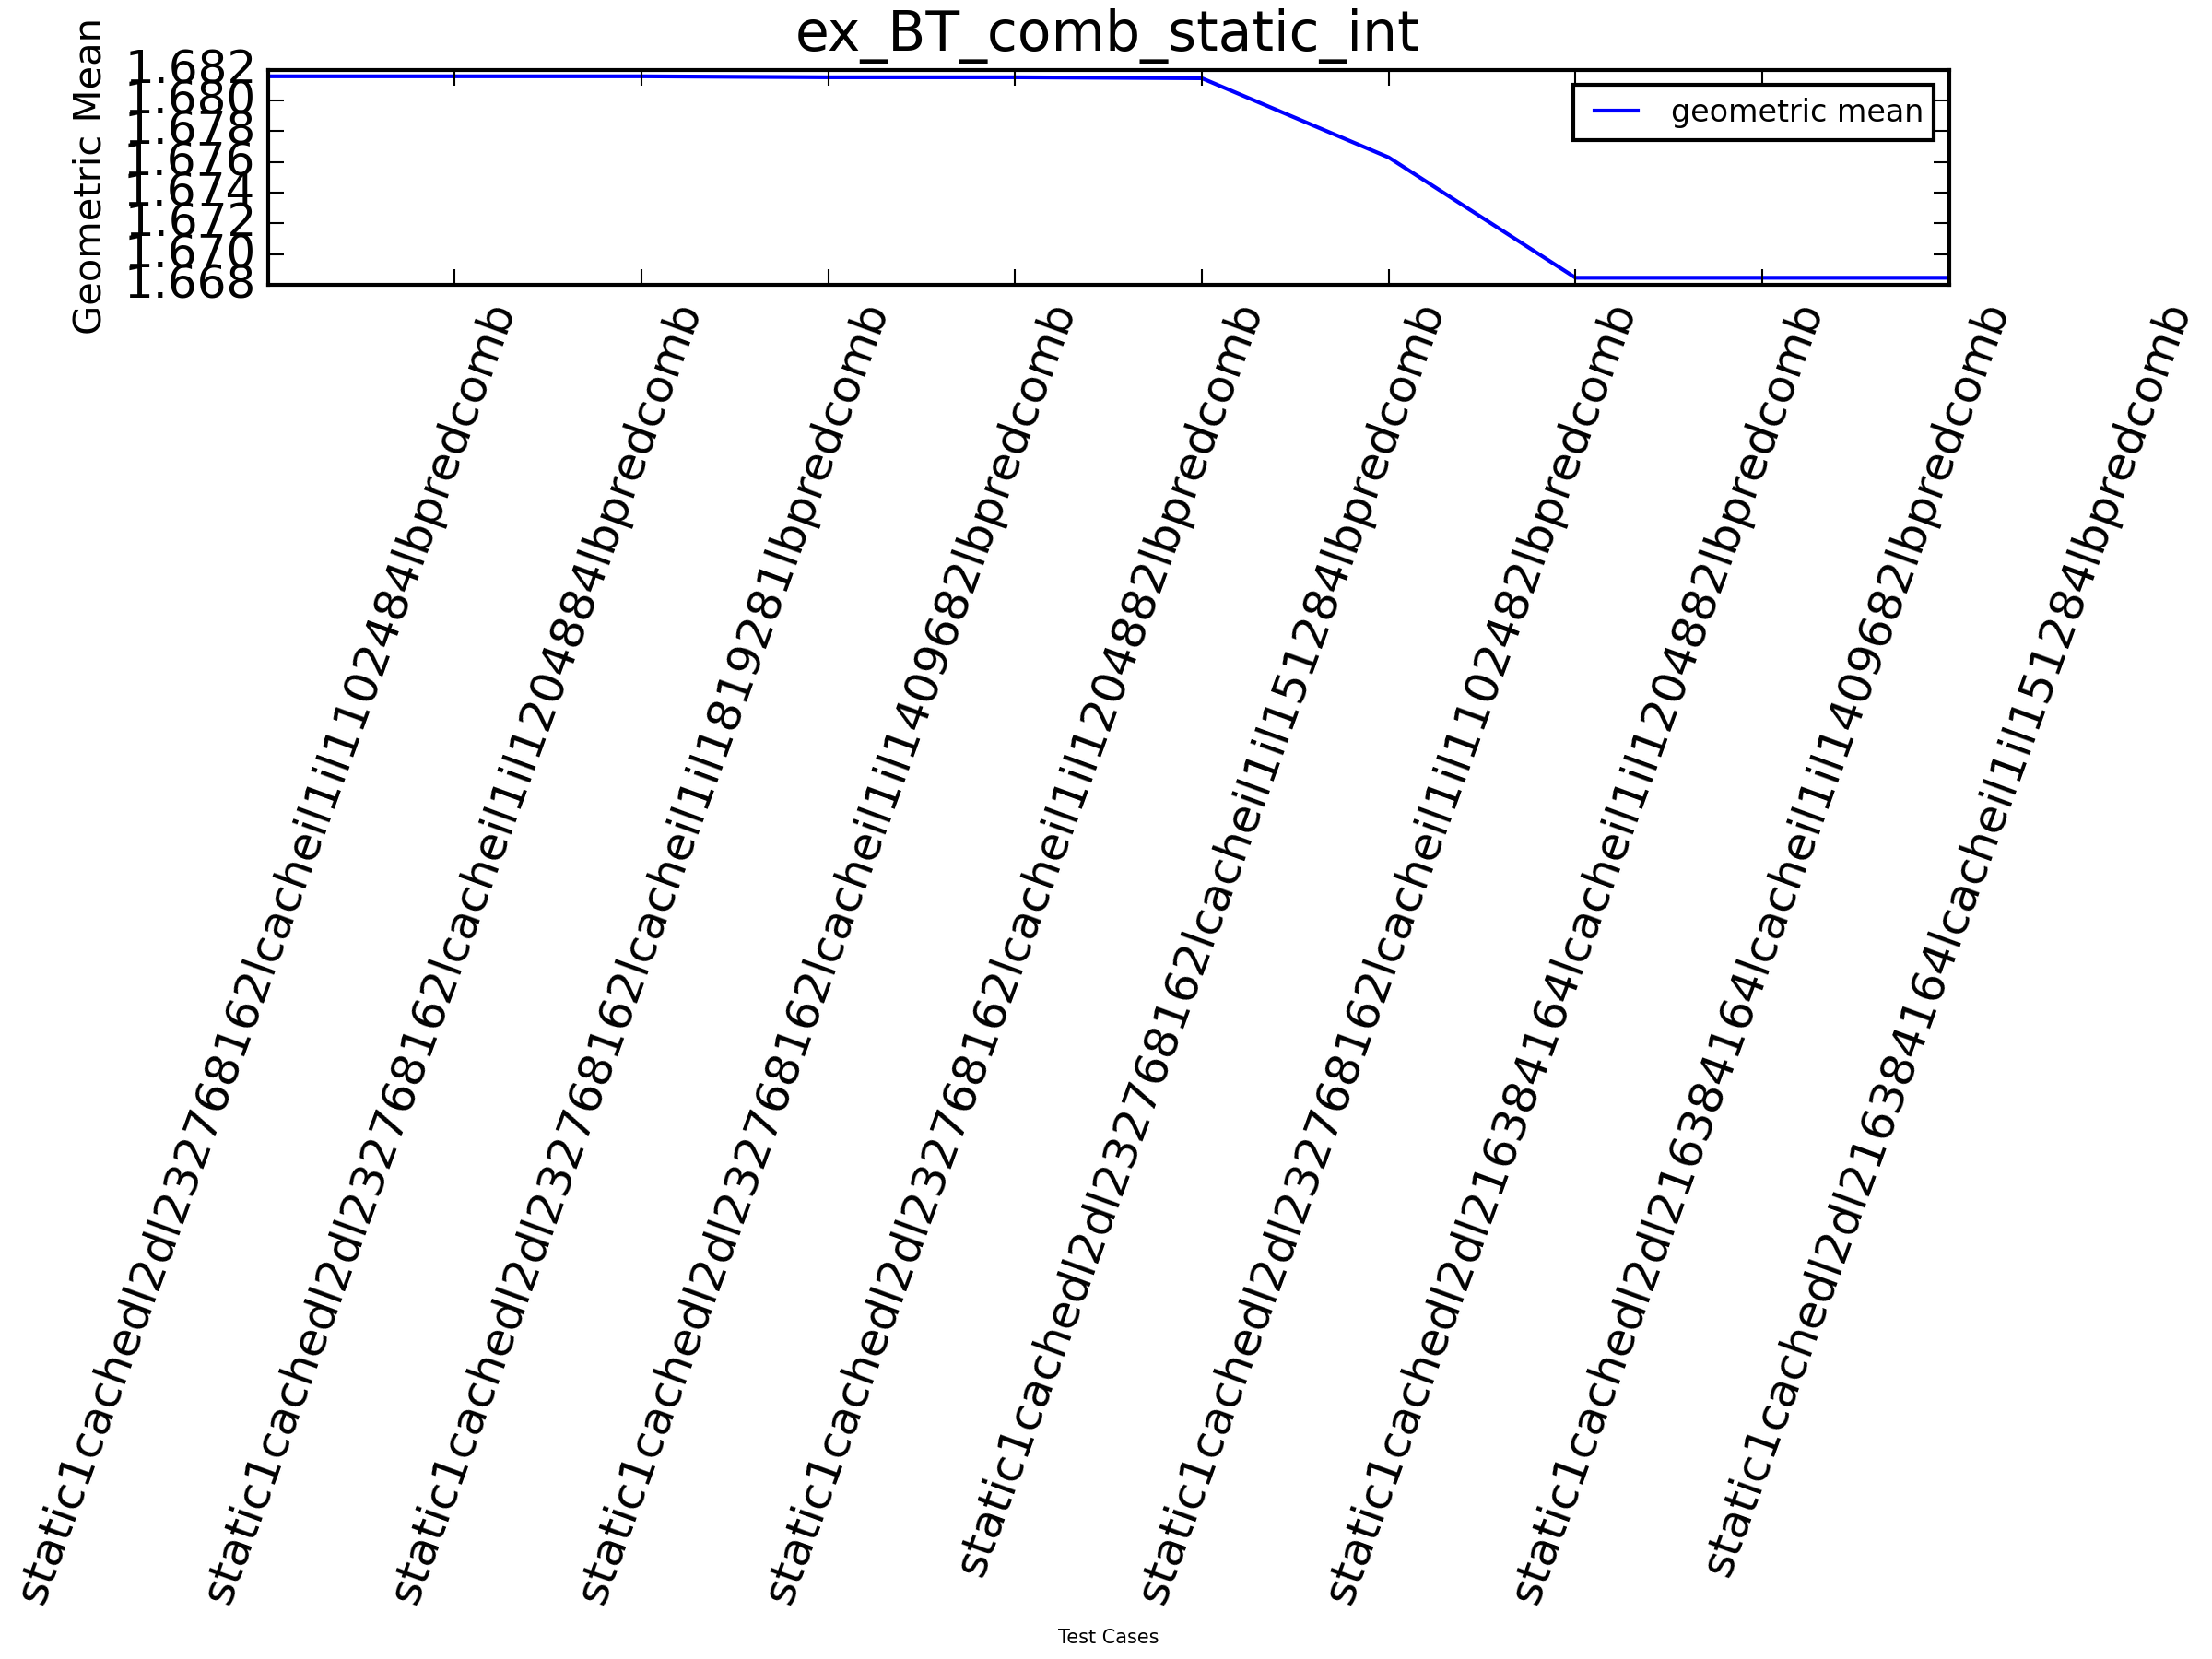 ex_BT_comb_static_int
Geometric Mean
1.682
1.680
1.678
1.676
1.674
1.672
1.670
1.668
geometric mean
static1cachedl2dl232768162lcacheil1il1102484lbpredcomb
static1cachedl2dl232768162lcacheil1il1204884lbpredcomb
static1cachedl2dl232768162lcacheil1il1819281lbpredcomb
static1cachedl2dl232768162lcacheil1il1409682lbpredcomb
static1cachedl2dl232768162lcacheil1il1204882lbpredcomb
static1cachedl2dl232768162lcacheil1il151284lbpredcomb
static1cachedl2dl232768162lcacheil1il1102482lbpredcomb
static1cachedl2dl216384164lcacheil1il1204882lbpredcomb
static1cachedl2dl216384164lcacheil1il1409682lbpredcomb
static1cachedl2dl216384164lcacheil1il151284lbpredcomb
Test Cases